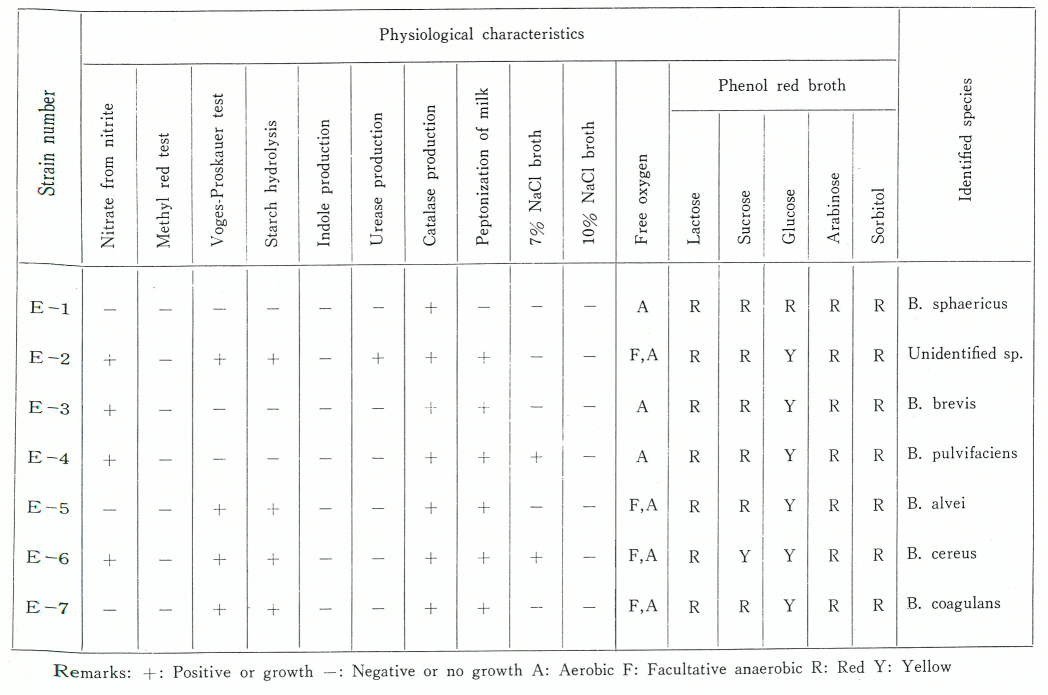 Physiological characteristics
Phenol red broth
Strain number
Nitrate from nitrite
Methyl red test
Voges-Proskauer test
Starch hydrolysis
Indole production
Urease production
Catalase production
Peptonization of milk
7% NaCl broth
10% NaCl broth
Free oxygen
Lactose
Sucrose
Glucose
Arabinose
Sorbitol
Identified species
E-1 − − − − − − + − − − A R R R R R B. sphaericus
E-2 + − + + − + + + − − F,A R R Y R R Unidentified sp.
E-3 + − − − − − + + − − A R R Y R R B. brevis
E-4 + − − − − − + + + − A R R Y R R B. pulvifaciens
E-5 − − + + − − + + − − F,A R R Y R R B. alvei
E-6 + − + + − − + + + − F,A R Y Y R R B. cereus
E-7 − − + + − − + + − − F,A R R Y R R B. coagulans
Remarks: +: Positive or growth −: Negative or no growth A: Aerobic F: Facultative anaerobic R: Red Y: Yellow